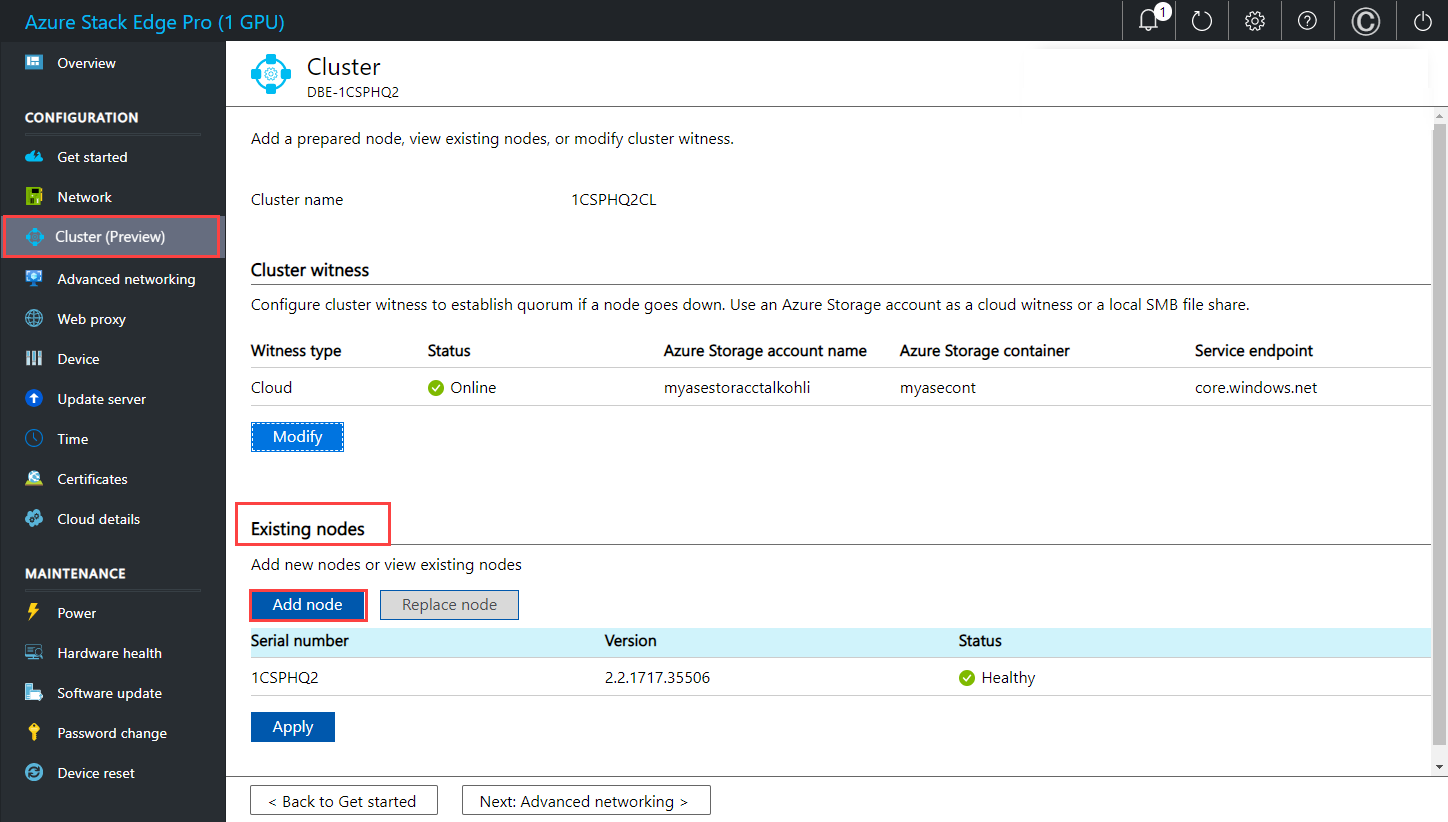 Azure Stack Edge Pro (1 GPU)
1
Overview
CONFIGURATION
Get started
Network
Cluster (Preview)
Advanced networking
Web proxy
Device
Update server
Time
Certificates
Cloud details
MAINTENANCE
Power
Hardware health
Software update
Password change
Device reset
Cluster
DBE-1CSPHQ2
Add a prepared node, view existing nodes, or modify cluster witness.
Cluster name 1CSPHQ2CL
Cluster witness
Configure cluster witness to establish quorum if a node goes down. Use an Azure Storage account as a cloud witness or a local SMB file share.
Witness type Status Azure Storage account name Azure Storage container Service endpoint
Cloud Online myasestoracctalkohli myasecont core.windows.net
Modify
Existing nodes
Add new nodes or view existing nodes
Add node Replace node
Serial number Version Status
1CSPHQ2 2.2.1717.35506 Healthy
Apply
< Back to Get started Next: Advanced networking >